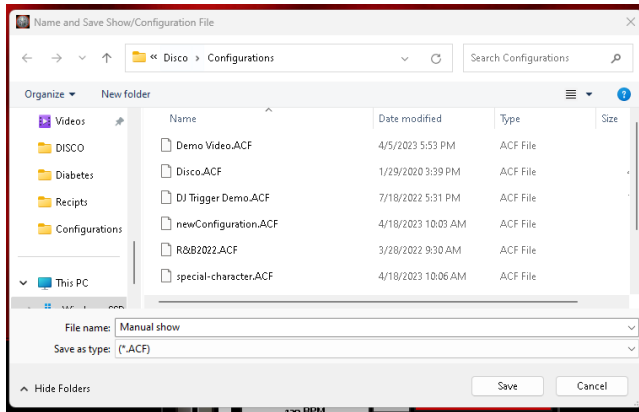 Name and Save Show/Configuration File
« Disco › Configurations
Search Configurations
Organize
New folder
Name
Date modified
Type
Size
Videos
DISCO
Diabetes
Recipts
Configurations
This PC
Demo Video.ACF 4/5/2023 5:53 PM ACF File
Disco.ACF 1/29/2020 3:39 PM ACF File
DJ Trigger Demo.ACF 7/18/2022 5:31 PM ACF File
newConfiguration.ACF 4/18/2023 10:03 AM ACF File
R&B2022.ACF 3/28/2022 9:30 AM ACF File
special-character.ACF 4/18/2023 10:06 AM ACF File
File name: Manual show
Save as type: (*.ACF)
Hide Folders
Save
Cancel